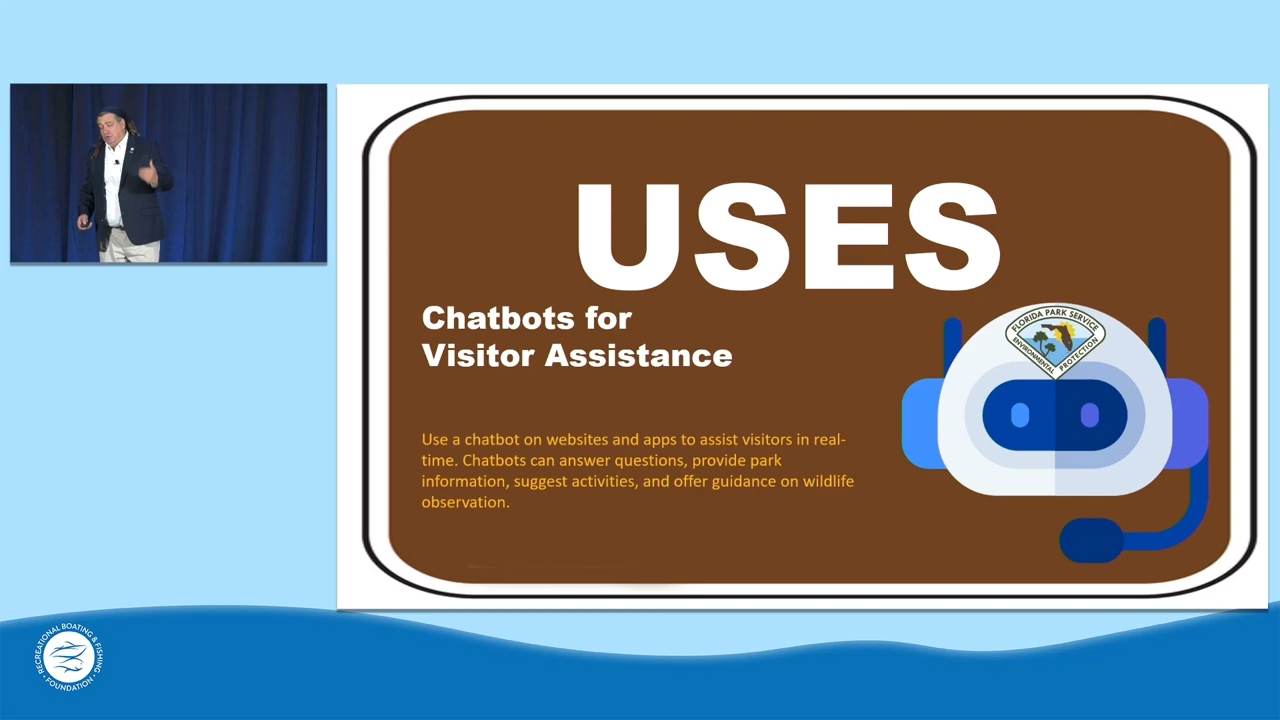 USES
Chatbots for
Visitor Assistance
FLORIDA PARK SERVICE
ENVIRONMENTAL PROTECTION
Use a chatbot on websites and apps to assist visitors in real-
time. Chatbots can answer questions, provide park
information, suggest activities, and offer guidance on wildlife
observation.
RECREATIONAL BOATING & FISHING
• FOUNDATION •